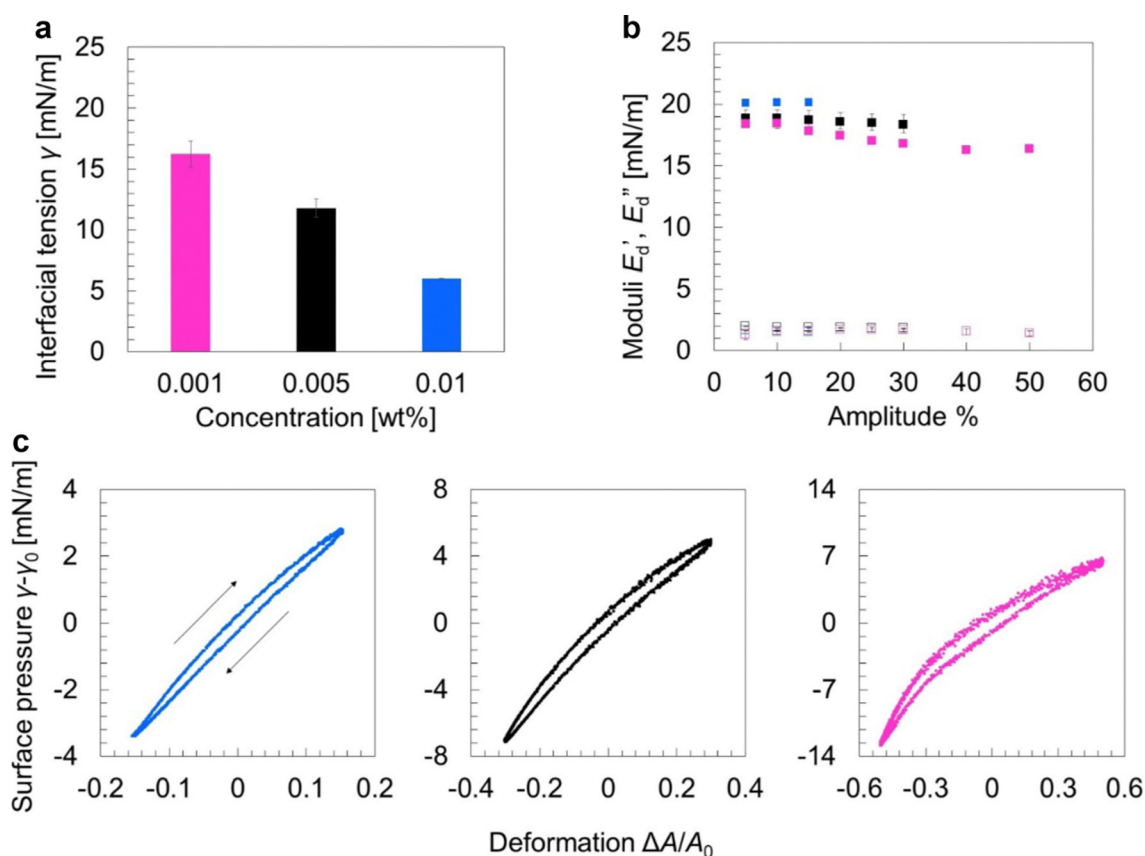 a
Interfacial tension γ [mN/m]
25
20
15
10
5
0
0.001 0.005 0.01
Concentration [wt%]
b
Moduli E_d', E_d'' [mN/m]
25
20
15
10
5
0
0 10 20 30 40 50 60
Amplitude %
c
Surface pressure γ-γ₀ [mN/m]
4
2
0
-2
-4
-0.2 -0.1 0 0.1 0.2
8
4
0
-4
-8
-0.4 -0.2 0 0.2 0.4
14
7
0
-7
-14
-0.6 -0.3 0 0.3 0.6
Deformation ΔA/A₀